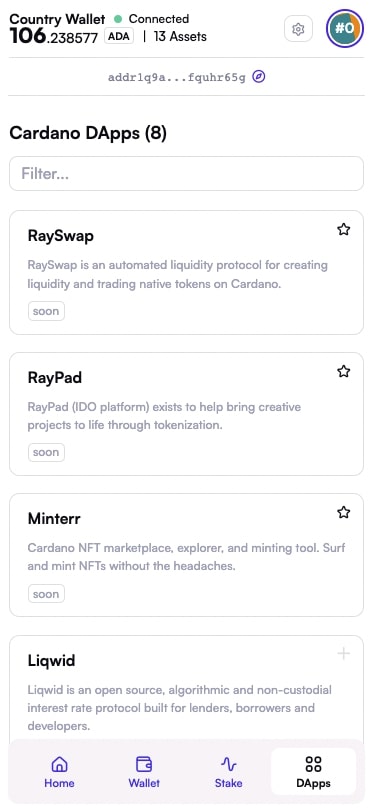 Country Wallet Connected
106.238577 ADA | 13 Assets
#0
addr1q9a...fquhr65g
Cardano DApps (8)
Filter...
RaySwap
RaySwap is an automated liquidity protocol for creating
liquidity and trading native tokens on Cardano.
soon
RayPad
RayPad (IDO platform) exists to help bring creative
projects to life through tokenization.
soon
Minterr
Cardano NFT marketplace, explorer, and minting tool. Surf
and mint NFTs without the headaches.
soon
Liqwid
Liqwid is an open source, algorithmic and non-custodial
interest rate protocol built for lenders, borrowers and
developers.
Home Wallet Stake DApps